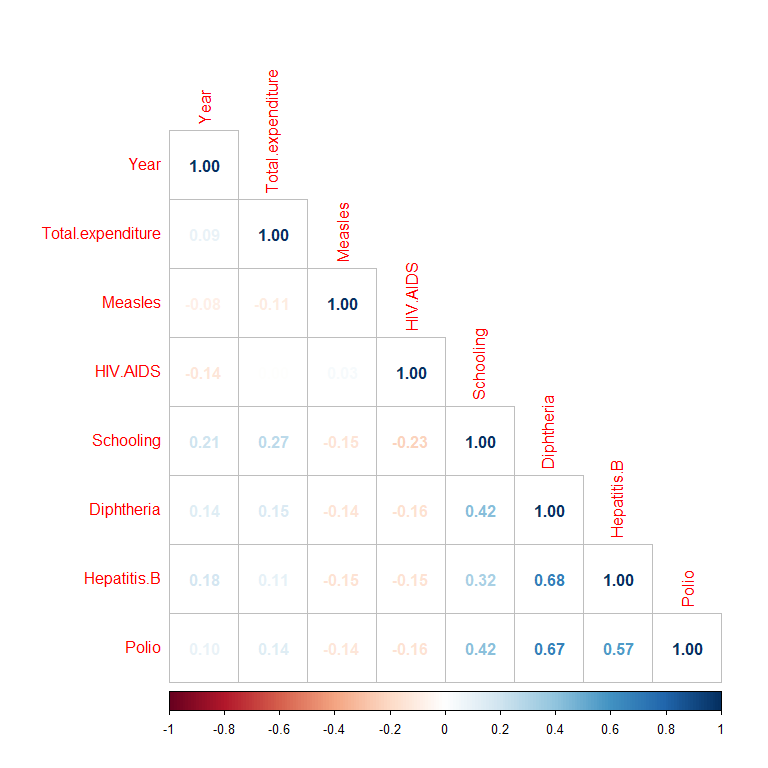 Year
Total.expenditure
Measles
HIV.AIDS
Schooling
Diphtheria
Hepatitis.B
Polio
Year 1.00
Total.expenditure 0.09 1.00
Measles -0.08 -0.11 1.00
HIV.AIDS -0.14 0.03 1.00
Schooling 0.21 0.27 -0.15 -0.23 1.00
Diphtheria 0.14 0.15 -0.14 -0.16 0.42 1.00
Hepatitis.B 0.18 0.11 -0.15 -0.15 0.32 0.68 1.00
Polio 0.10 0.14 -0.14 -0.16 0.42 0.67 0.57 1.00
-1 -0.8 -0.6 -0.4 -0.2 0 0.2 0.4 0.6 0.8 1